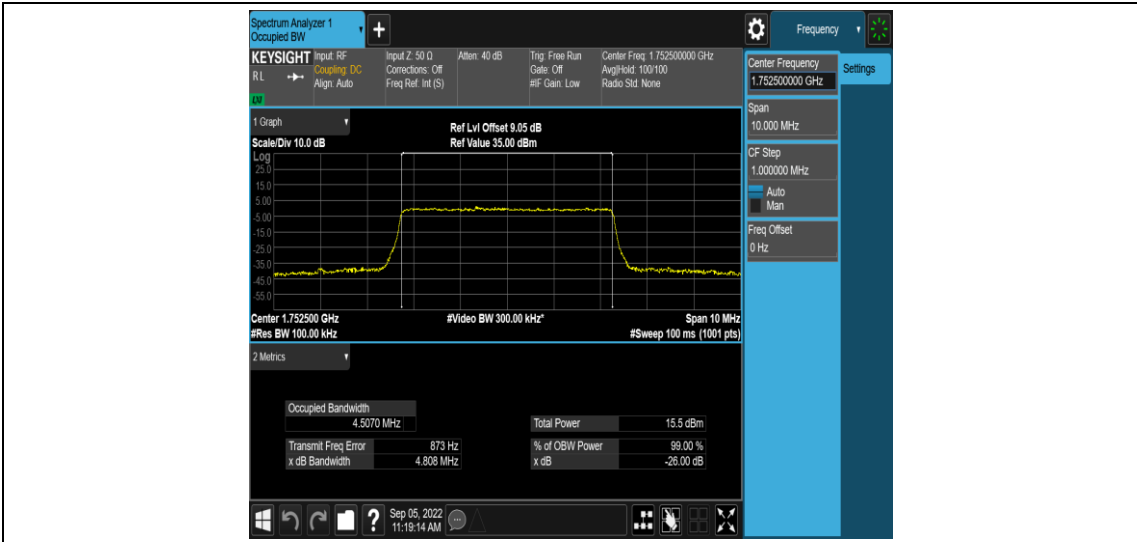 Spectrum Analyzer 1
Occupied BW
+
Frequency
KEYSIGHT Input: RF Input Z: 50 Ω Atten: 40 dB Trig: Free Run Center Freq: 1.752500000 GHz
RL Coupling: DC Corrections: Off Gate: Off Avg|Hold: 100/100
Align: Auto Freq Ref: Int (S) #IF Gain: Low Radio Std: None
LXI
Center Frequency
1.752500000 GHz
Settings
Span
10.000 MHz
CF Step
1.000000 MHz
Auto
Man
Freq Offset
0 Hz
1 Graph
Ref Lvl Offset 9.05 dB
Scale/Div 10.0 dB Ref Value 35.00 dBm
Log
25.0
15.0
5.00
-5.00
-15.0
-25.0
-35.0
-45.0
-55.0
Center 1.752500 GHz #Video BW 300.00 kHz* Span 10 MHz
#Res BW 100.00 kHz #Sweep 100 ms (1001 pts)
2 Metrics
Occupied Bandwidth
4.5070 MHz Total Power 15.5 dBm
Transmit Freq Error 873 Hz % of OBW Power 99.00 %
x dB Bandwidth 4.808 MHz x dB -26.00 dB
? Sep 05, 2022
11:19:14 AM